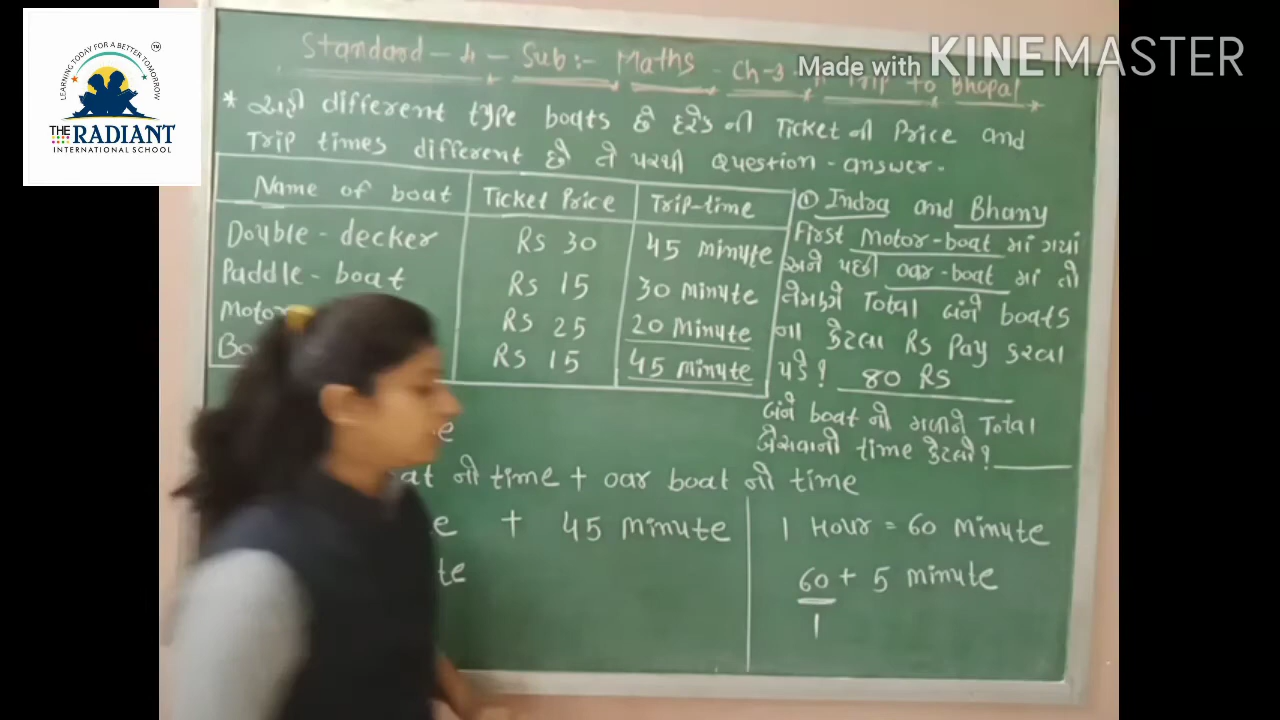 LEARNING TODAY FOR A BETTER TOMORROW
TM
THE RADIANT
INTERNATIONAL SCHOOL
Made with KINEMASTER
Standard - 4 - Sub:- Maths - Ch-3 Trip to Bhopal
* અહી different type boats છે દરેક ની Ticket ની Price and
Trip times different છે તે પરથી Question-answer.
Name of boat Ticket Price Trip-time
Double-decker Rs 30 45 Minute
Paddle-boat Rs 15 30 Minute
Motor Rs 25 20 Minute
Rs 15 45 Minute
① Indra and Bhanu
First Motor-boat માં ગયાં
અને પછી oar-boat માં તો
તેમણે Total બંને boats
ના કેટલા Rs Pay કરવા
પડે? 80 RS
બંને boat નો મળીને Total
બેસવાનો time કેટલો?
at નો time + oar boat નો time
e + 45 Minute
te
1 Hour = 60 Minute
60 + 5 minute
1